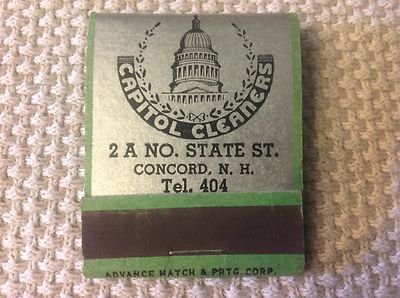 CAPITOL CLEANERS
2 A NO. STATE ST.
CONCORD, N. H.
Tel. 404
ADVANCE MATCH & PRTG. CORP.